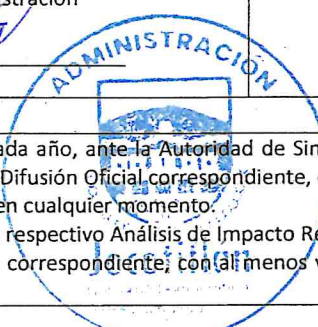 stración
ADMINISTRACIÓN
ada año, ante la Autoridad de Sim
Difusión Oficial correspondiente,
en cualquier momento.
respectivo Análisis de Impacto Re
correspondiente, con al menos v